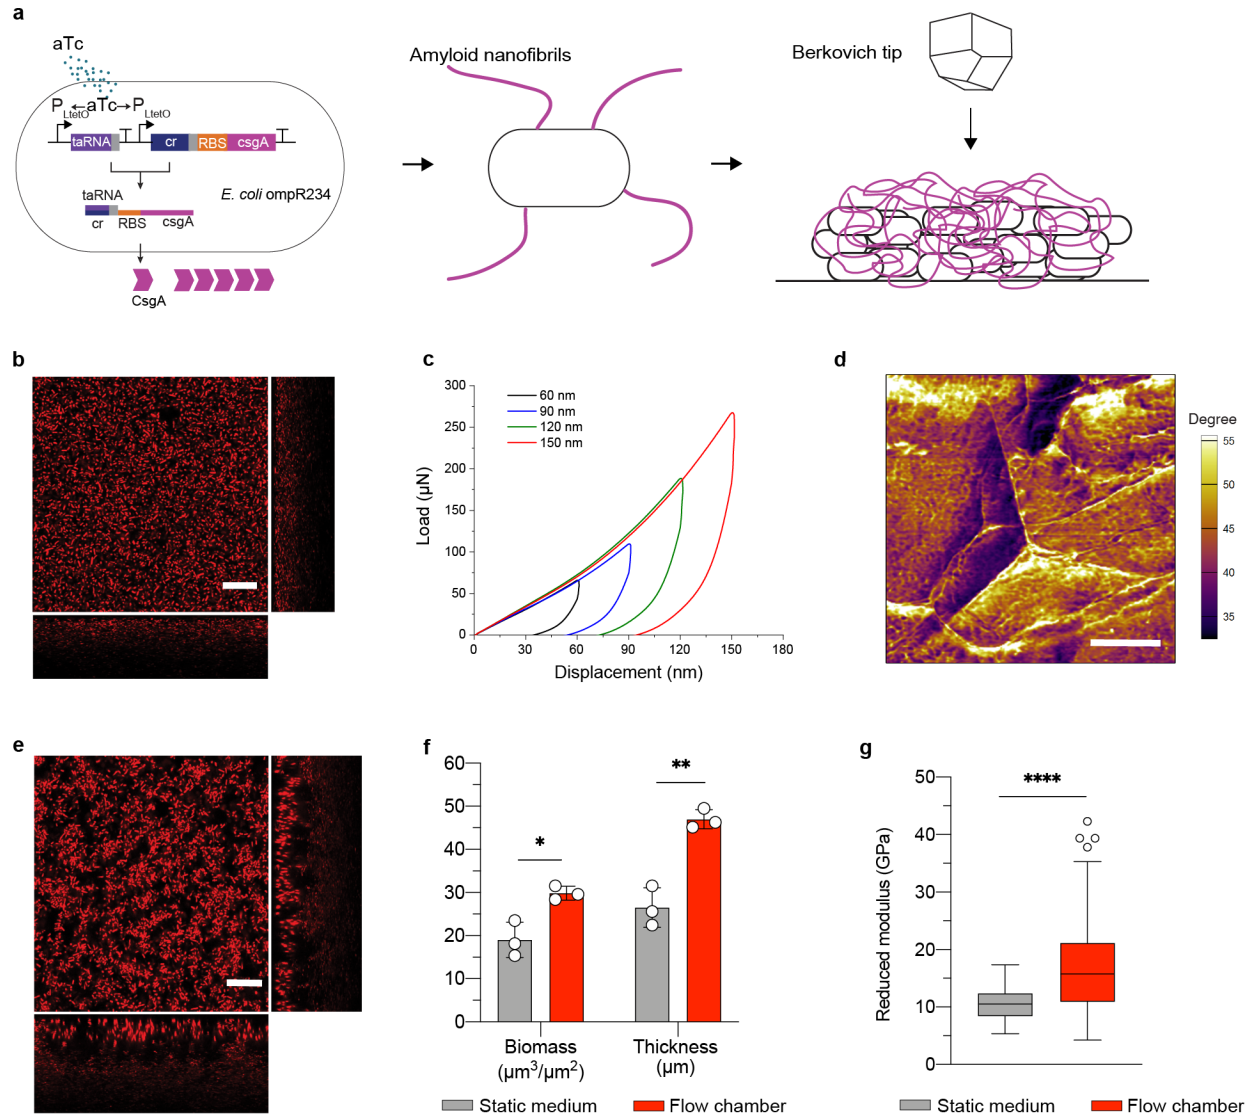 a
aTc
P
LtetO
aTc
P
LtetO
taRNA
cr
RBS
csgA
taRNA
cr
RBS
csgA
E. coli ompR234
CsgA
Amyloid nanofibrils
Berkovich tip
b
c
300
250
200
150
100
50
0
Load (µN)
60 nm
90 nm
120 nm
150 nm
0 30 60 90 120 150 180
Displacement (nm)
d
Degree
55
50
45
40
35
e
f
60
50
40
30
20
10
0
*
**
Biomass
(µm³/µm²)
Thickness
(µm)
Static medium
Flow chamber
g
Reduced modulus (GPa)
50
40
30
20
10
0
****
Static medium
Flow chamber